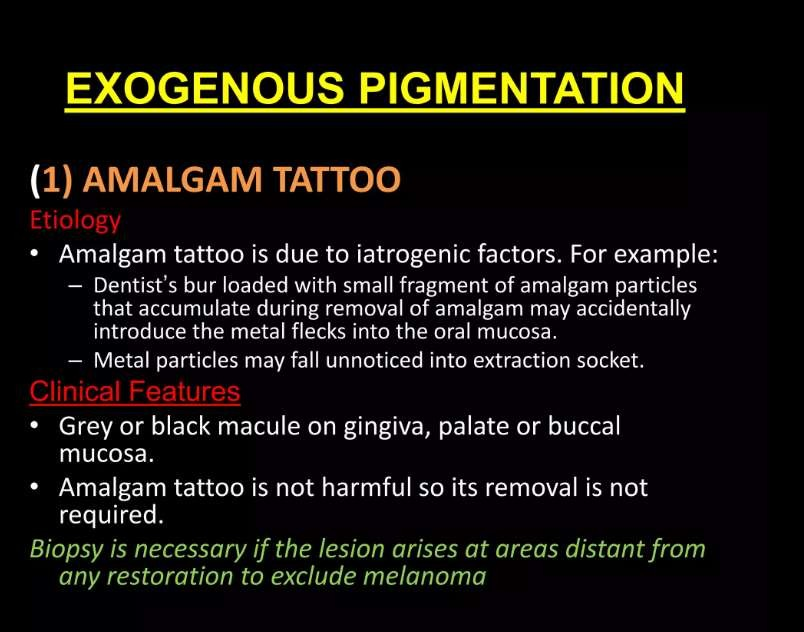 EXOGENOUS PIGMENTATION
(1) AMALGAM TATTOO
Etiology
• Amalgam tattoo is due to iatrogenic factors. For example:
– Dentist’s bur loaded with small fragment of amalgam particles
that accumulate during removal of amalgam may accidentally
introduce the metal flecks into the oral mucosa.
– Metal particles may fall unnoticed into extraction socket.
Clinical Features
• Grey or black macule on gingiva, palate or buccal
mucosa.
• Amalgam tattoo is not harmful so its removal is not
required.
Biopsy is necessary if the lesion arises at areas distant from
any restoration to exclude melanoma